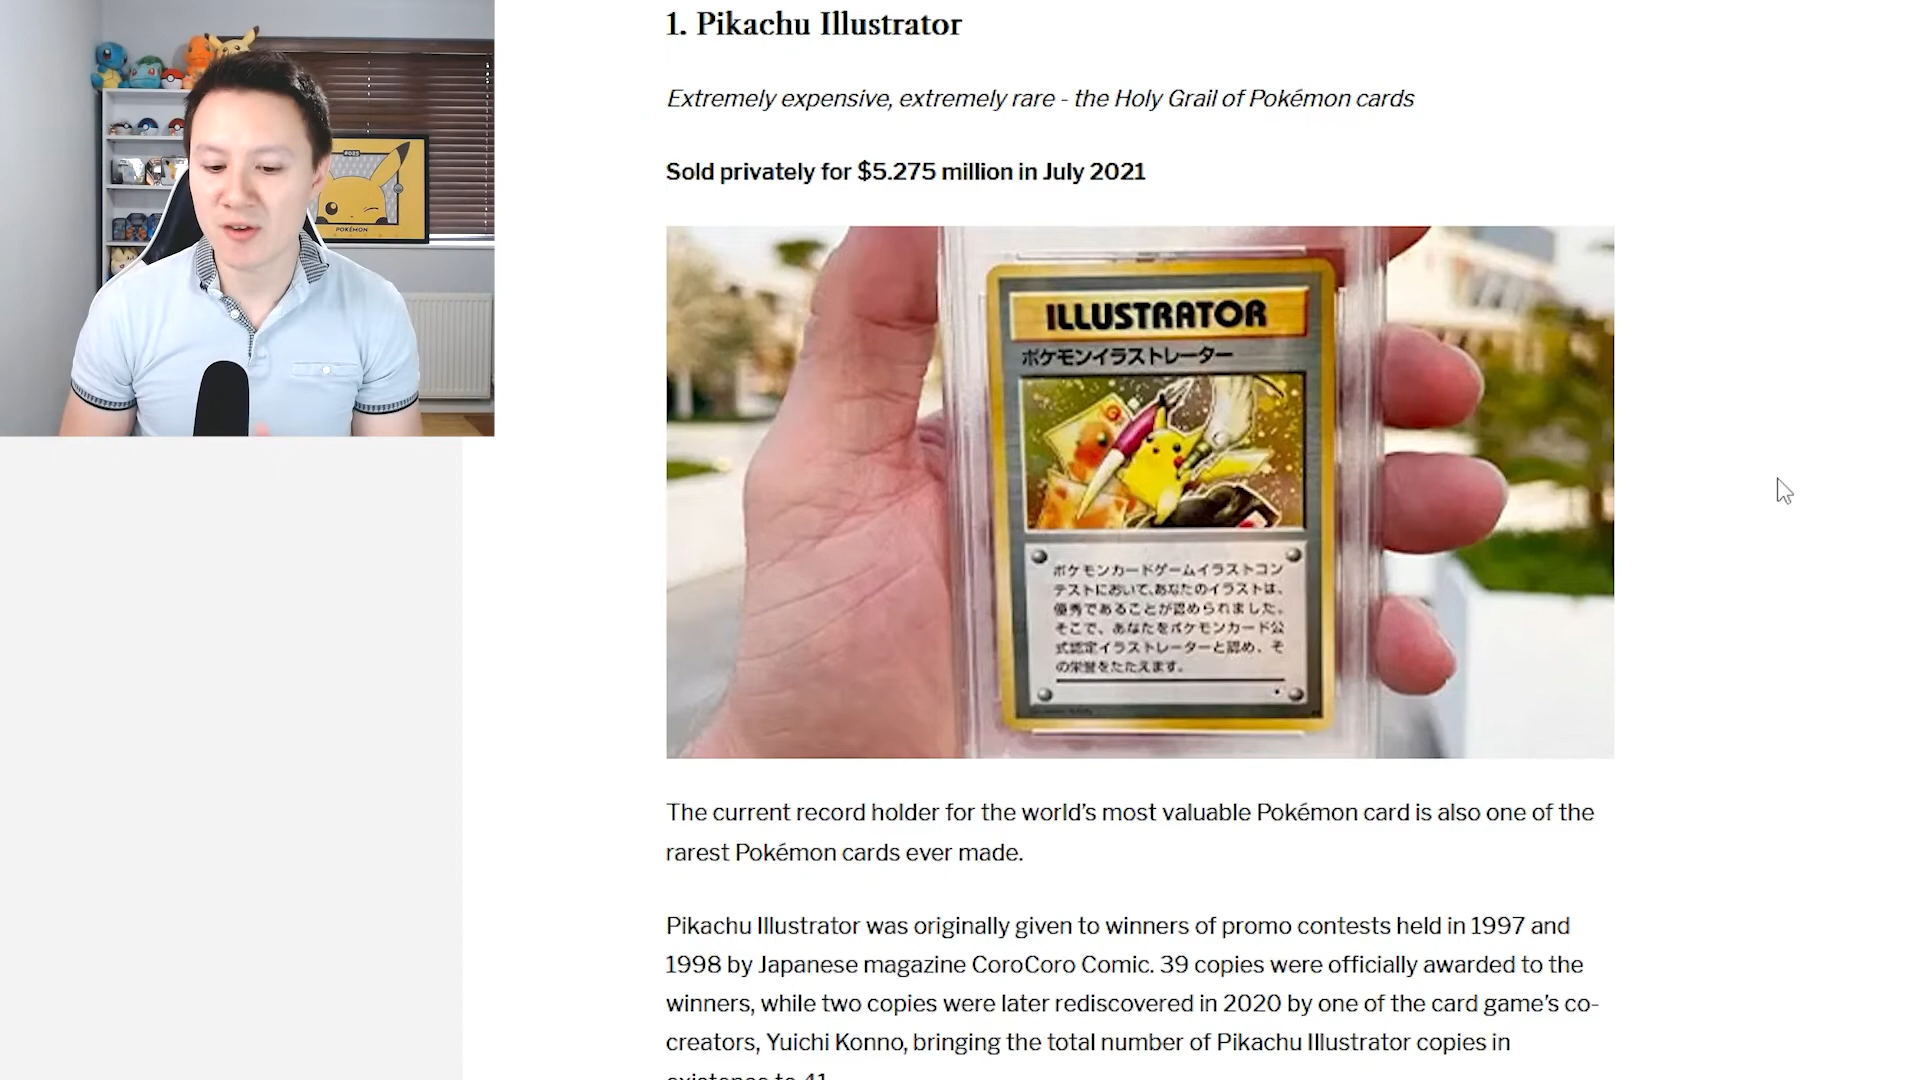 1. Pikachu Illustrator
Extremely expensive, extremely rare - the Holy Grail of Pokémon cards
Sold privately for $5.275 million in July 2021
#025
POKÉMON
ILLUSTRATOR
ポケモンイラストレーター
ポケモンカードゲームイラストコン
テストにおいて、あなたのイラストは、
優秀であることが認められました。
そこで、あなたをポケモンカード公
式認定イラストレーターと認め、そ
の栄誉をたたえます。
The current record holder for the world’s most valuable Pokémon card is also one of the
rarest Pokémon cards ever made.
Pikachu Illustrator was originally given to winners of promo contests held in 1997 and
1998 by Japanese magazine CoroCoro Comic. 39 copies were officially awarded to the
winners, while two copies were later rediscovered in 2020 by one of the card game’s co-
creators, Yuichi Konno, bringing the total number of Pikachu Illustrator copies in
existence to 41